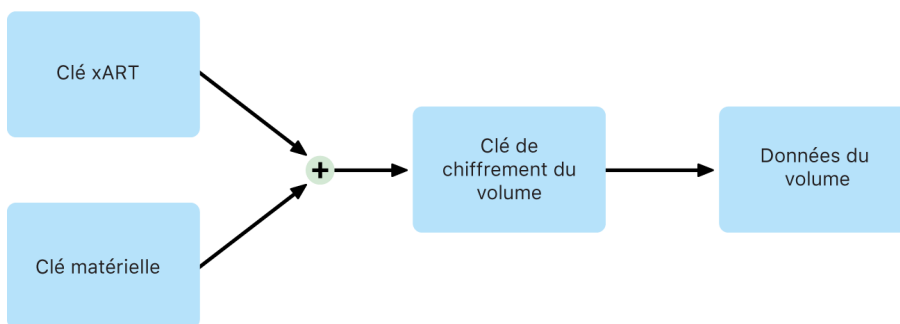 Clé xART
+
Clé de
chiffrement du
volume
Données du
volume
Clé matérielle